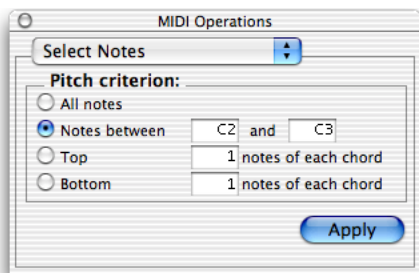 MIDI Operations
Select Notes
Pitch criterion:
All notes
Notes between C2 and C3
Top 1 notes of each chord
Bottom 1 notes of each chord
Apply